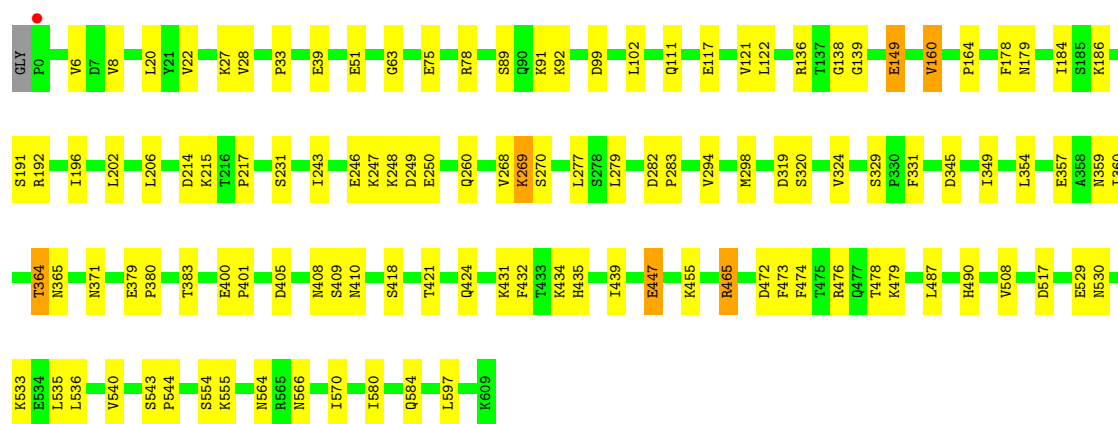 GLY P0 V6 D7 V8 L20 Y21 V22 K27 V28 P33 E39 E51 G63 E75 R78 S89 Q90 K91 K92 D99 L102 Q111 E117 V121 L122 R136 T137 G138 G139 E149 V160 P164 F178 N179 I184 S185 K186
S191 R192 I196 L202 L206 D214 K215 T216 P217 S231 I243 E246 K247 K248 D249 E250 Q260 V268 K269 S270 L277 S278 L279 D282 P283 V294 M298 D319 S320 V324 S329 P330 F331 D345 I349 L354 E357 A358 N359 I360
T364 N365 N371 E379 P380 T383 E400 P401 D405 N408 S409 N410 S418 T421 Q424 K431 F432 T433 K434 H435 I439 E447 K455 R465 D472 F473 F474 T475 R476 Q477 T478 K479 L487 H490 V508 D517 E529 N530
K533 E534 L535 L536 V540 S543 P544 S554 K555 N564 R565 N566 I570 I580 Q584 L597 K609